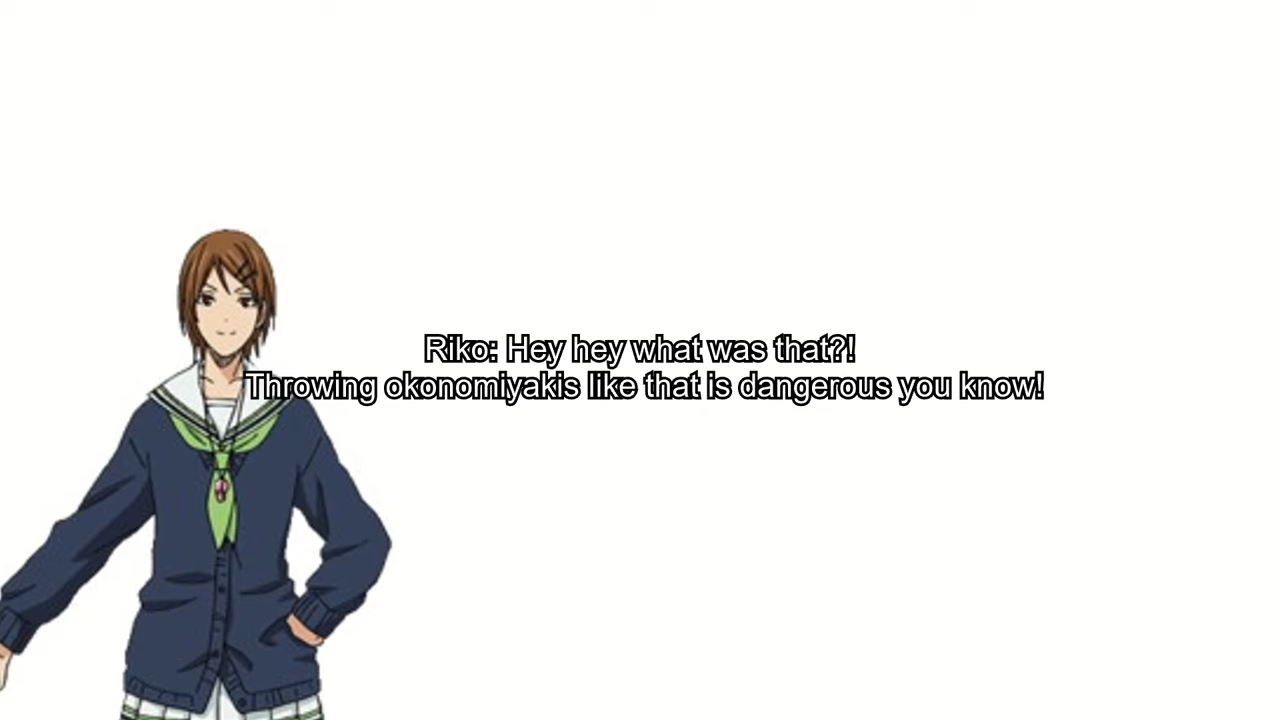 Riko: Hey hey what was that?!
Throwing okonomiyakis like that is dangerous you know!